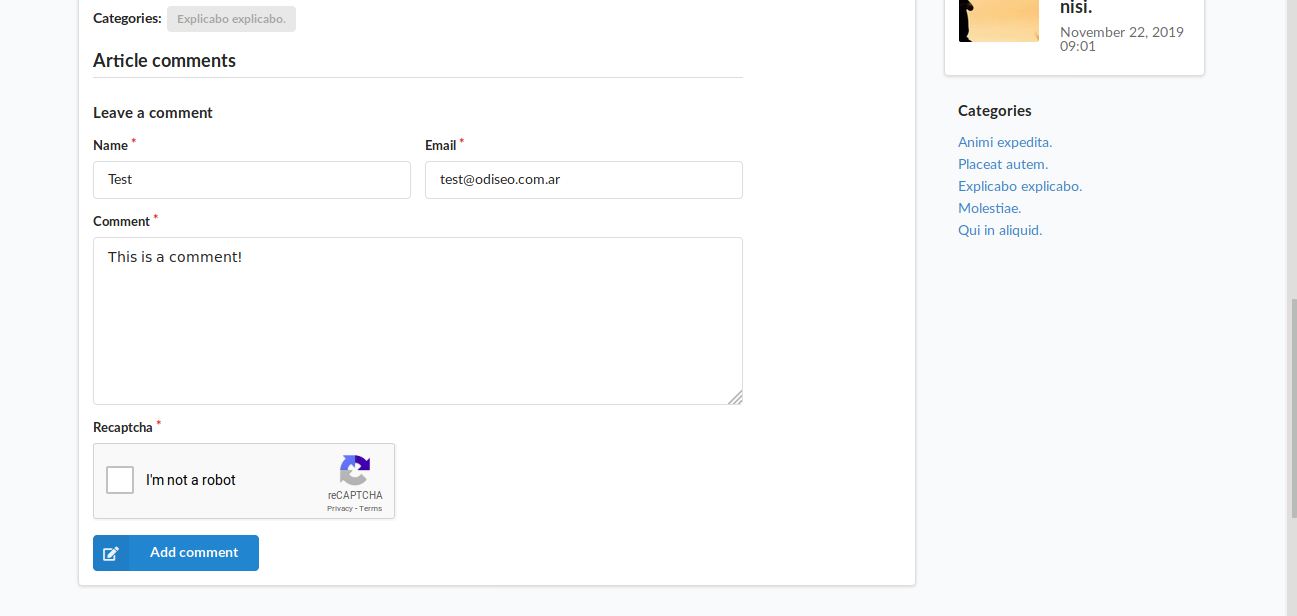 Categories: Explicabo explicabo.
Article comments
Leave a comment
Name *
Email *
Test
test@odiseo.com.ar
Comment *
This is a comment!
Recaptcha *
I'm not a robot
reCAPTCHA
Privacy - Terms
Add comment
nisi.
November 22, 2019
09:01
Categories
Animi expedita.
Placeat autem.
Explicabo explicabo.
Molestiae.
Qui in aliquid.